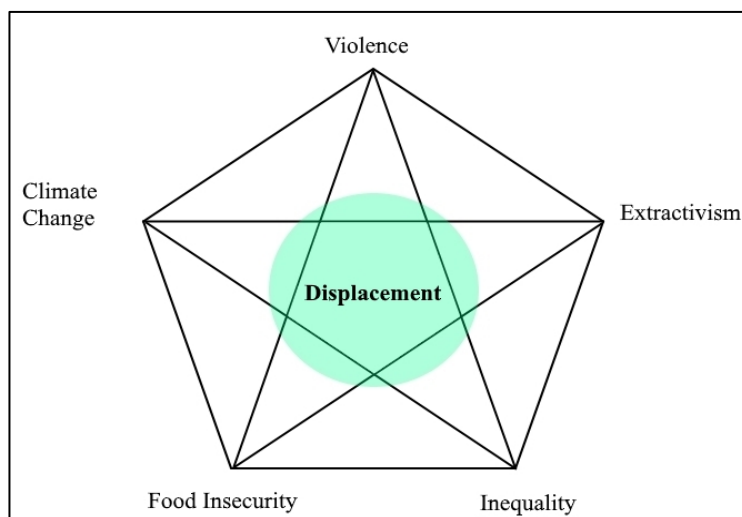 Violence
Climate
Change
Extractivism
Displacement
Food Insecurity
Inequality